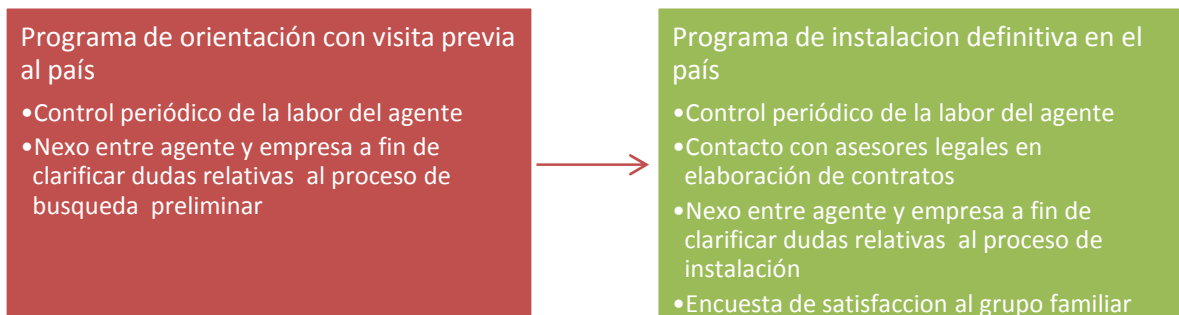 Programa de orientación con visita previa
al país
•Control periódico de la labor del agente
•Nexo entre agente y empresa a fin de
clarificar dudas relativas al proceso de
busqueda preliminar
Programa de instalacion definitiva en el
país
•Control periódico de la labor del agente
•Contacto con asesores legales en
elaboración de contratos
•Nexo entre agente y empresa a fin de
clarificar dudas relativas al proceso de
instalación
•Encuesta de satisfaccion al grupo familiar